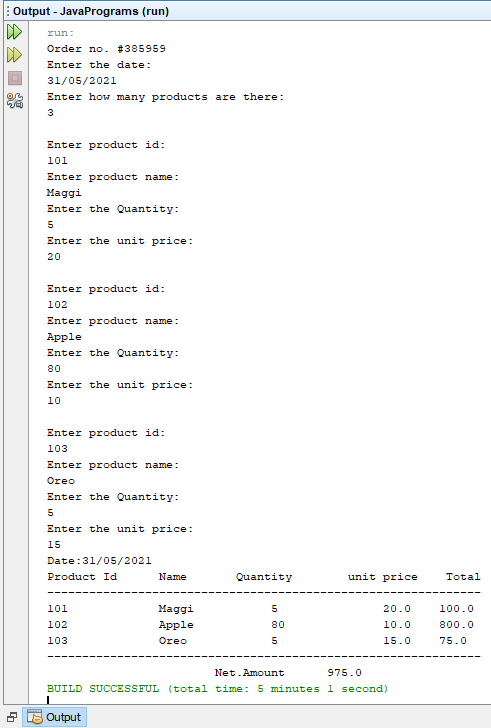 Output - JavaPrograms (run)
run:
Order no. #385959
Enter the date:
31/05/2021
Enter how many products are there:
3
Enter product id:
101
Enter product name:
Maggi
Enter the Quantity:
5
Enter the unit price:
20
Enter product id:
102
Enter product name:
Apple
Enter the Quantity:
80
Enter the unit price:
10
Enter product id:
103
Enter product name:
Oreo
Enter the Quantity:
5
Enter the unit price:
15
Date:31/05/2021
Product Id Name Quantity unit price Total
--------------------------------------------------------------
101 Maggi 5 20.0 100.0
102 Apple 80 10.0 800.0
103 Oreo 5 15.0 75.0
--------------------------------------------------------------
Net.Amount 975.0
BUILD SUCCESSFUL (total time: 5 minutes 1 second)
Output